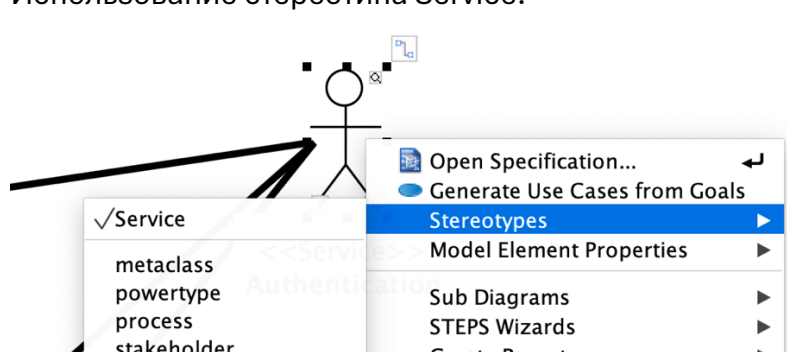 Использование стереотипа Service:
Open Specification...
Generate Use Cases from Goals
Stereotypes
Model Element Properties
Sub Diagrams
STEPS Wizards
✓Service
metaclass
powertype
process
stakeholder
<<Service>>
Authentication